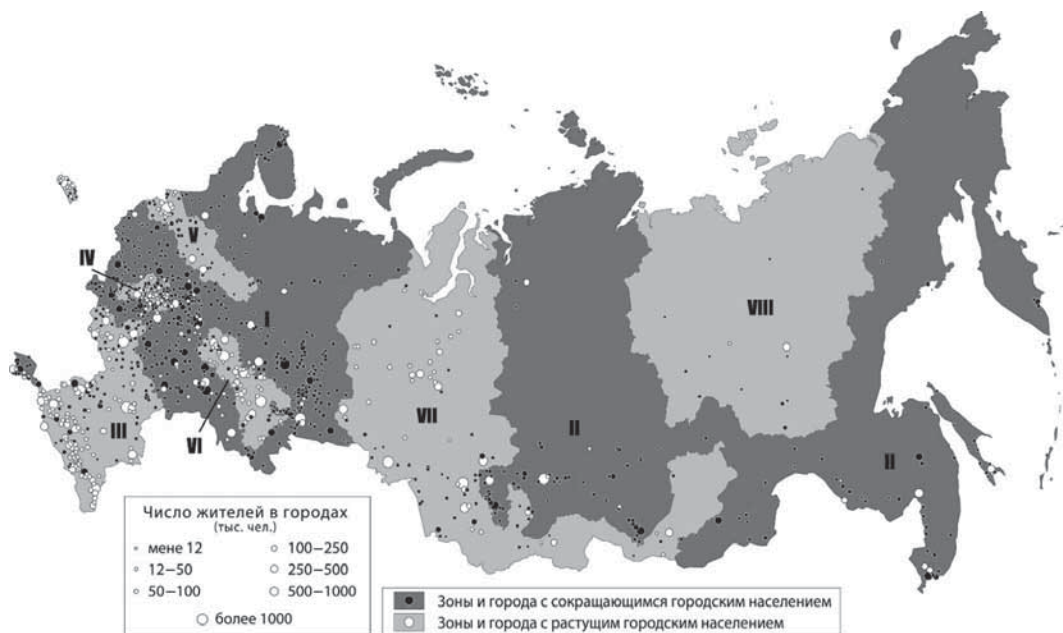 V
IV
I
VIII
III
VI
VII
II
II
Число жителей в городах
(тыс. чел.)
мене 12
12–50
50–100
100–250
250–500
500–1000
более 1000
Зоны и города с сокращающимся городским населением
Зоны и города с растущим городским населением